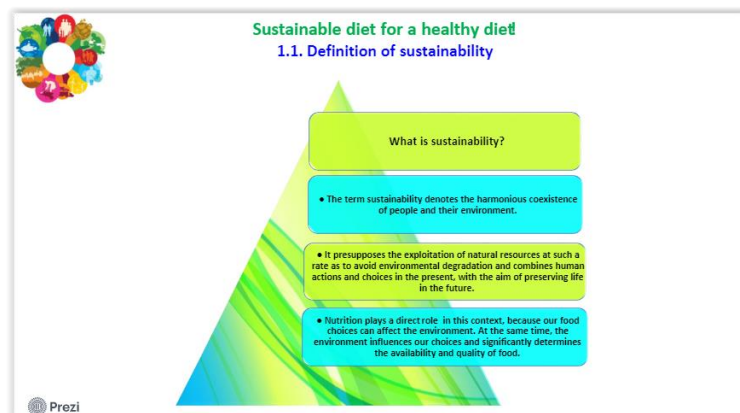 Sustainable diet for a healthy diet!
1.1. Definition of sustainability
What is sustainability?
● The term sustainability denotes the harmonious coexistence
of people and their environment.
● It presupposes the exploitation of natural resources at such a
rate as to avoid environmental degradation and combines human
actions and choices in the present, with the aim of preserving life
in the future.
● Nutrition plays a direct role in this context, because our food
choices can affect the environment. At the same time, the
environment influences our choices and significantly determines
the availability and quality of food.
Prezi